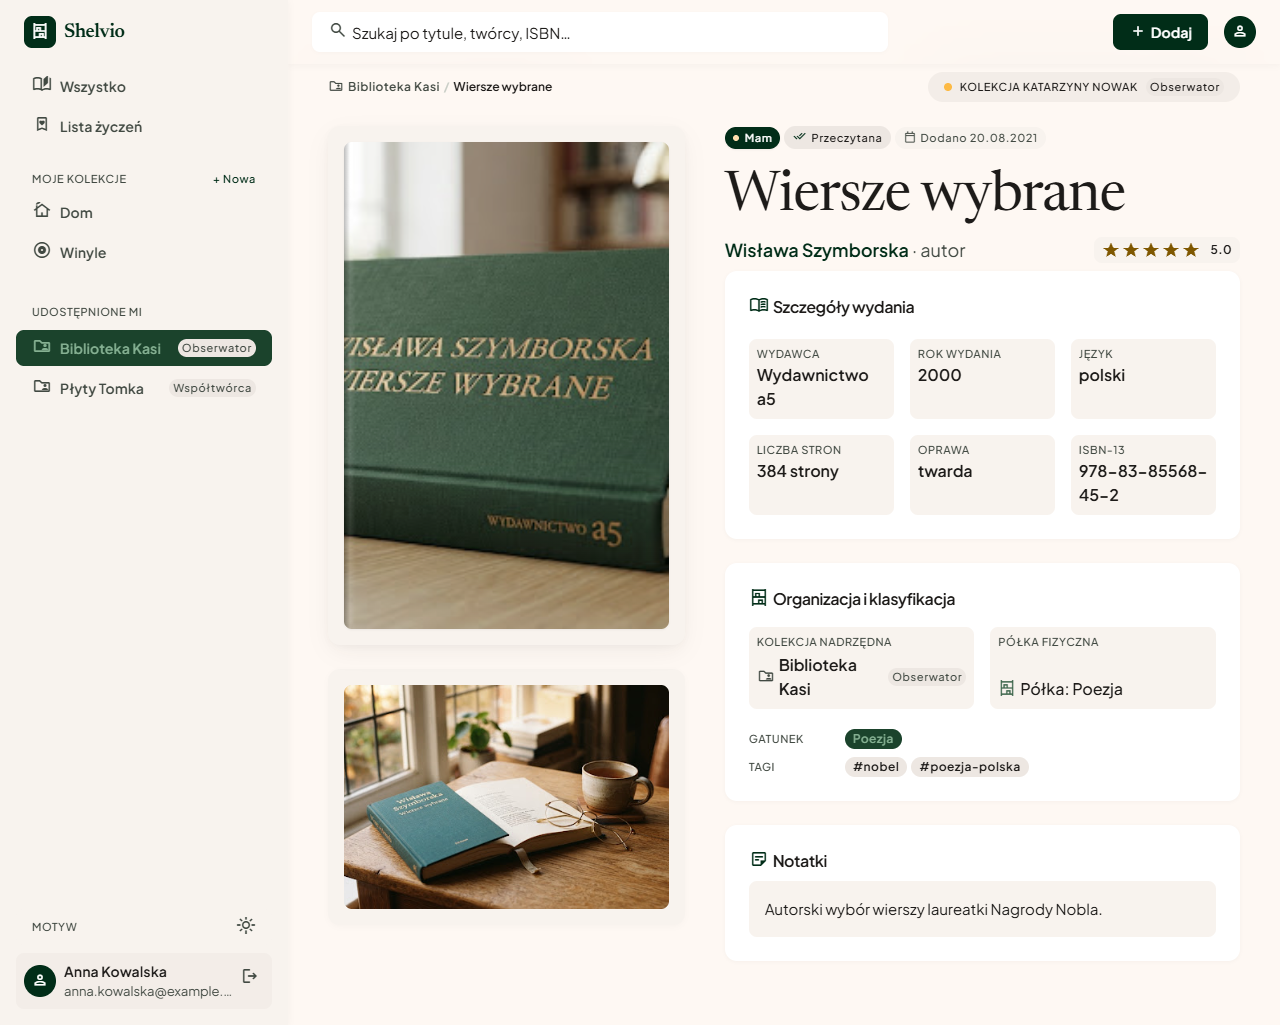 Shelvio
Szukaj po tytule, twórcy, ISBN...
Dodaj
Wszystko
Lista życzeń
MOJE KOLEKCJE
+ Nowa
Dom
Winyle
UDOSTĘPNIONE MI
Biblioteka Kasi
Obserwator
Płyty Tomka
Współtwórca
MOTYW
Anna Kowalska
anna.kowalska@example....
Biblioteka Kasi / Wiersze wybrane
KOLEKCJA KATARZYNY NOWAK
Obserwator
WISŁAWA SZYMBORSKA
WIERSZE WYBRANE
WYDAWNICTWO a5
Wisława
Szymborska
Wiersze wybrane
Mam
Przeczytana
Dodano 20.08.2021
Wiersze wybrane
Wisława Szymborska · autor
5.0
Szczegóły wydania
WYDAWCA
Wydawnictwo
a5
ROK WYDANIA
2000
JĘZYK
polski
LICZBA STRON
384 strony
OPRAWA
twarda
ISBN-13
978-83-85568-
45-2
Organizacja i klasyfikacja
KOLEKCJA NADRZĘDNA
Biblioteka
Kasi
Obserwator
PÓŁKA FIZYCZNA
Półka: Poezja
GATUNEK
Poezja
TAGI
#nobel
#poezja-polska
Notatki
Autorski wybór wierszy laureatki Nagrody Nobla.